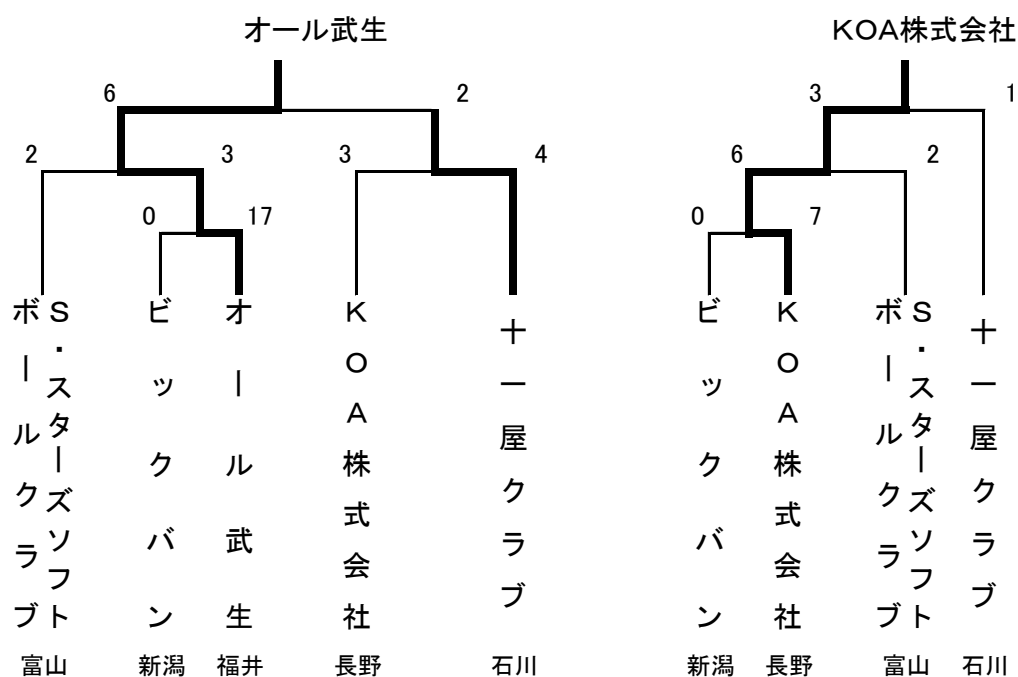 オール武生
KOA株式会社
6
2
3
1
2
3
3
4
6
2
0
17
0
7
S・スターズソフト
ボールクラブ
ビックバン
オール武生
KOA株式会社
十一屋クラブ
ビックバン
KOA株式会社
S・スターズソフト
ボールクラブ
十一屋クラブ
富山
新潟
福井
長野
石川
新潟
長野
富山
石川